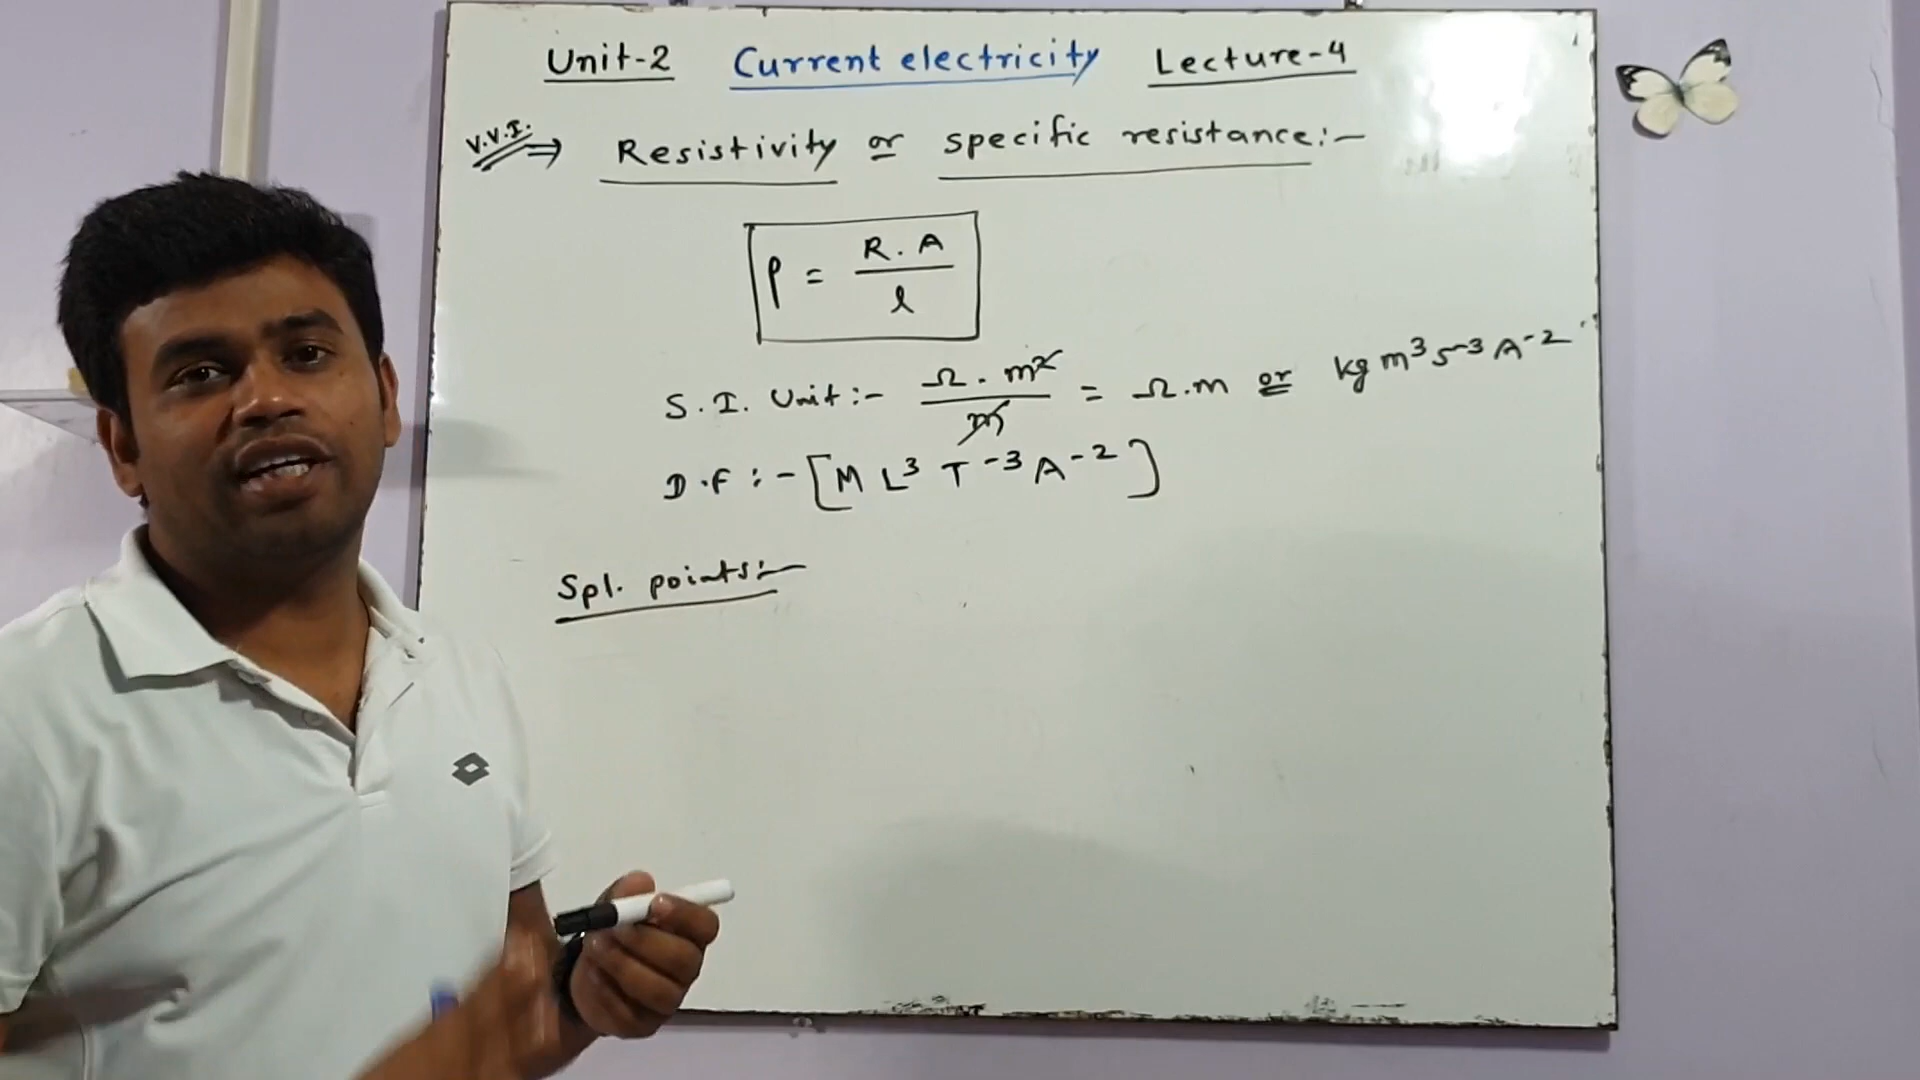 Unit-2 Current electricity Lecture-4
V.V.I. ⇒ Resistivity or specific resistance:-
ρ = R.A / l
S.I. Unit:- Ω.m² / m = Ω.m or kg m³ s⁻³ A⁻²
D.F:- [M L³ T⁻³ A⁻²]
Spl. points:-